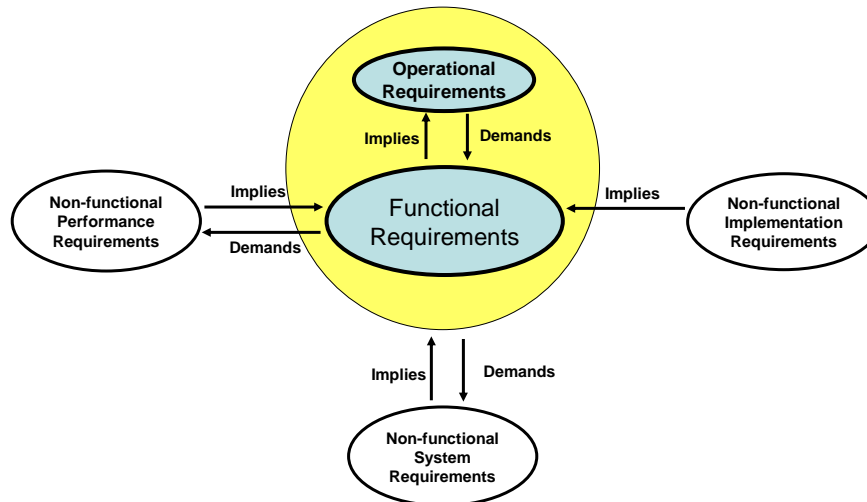 Operational
Requirements
Implies
Demands
Non-functional
Performance
Requirements
Implies
Demands
Functional
Requirements
Implies
Non-functional
Implementation
Requirements
Implies
Demands
Non-functional
System
Requirements